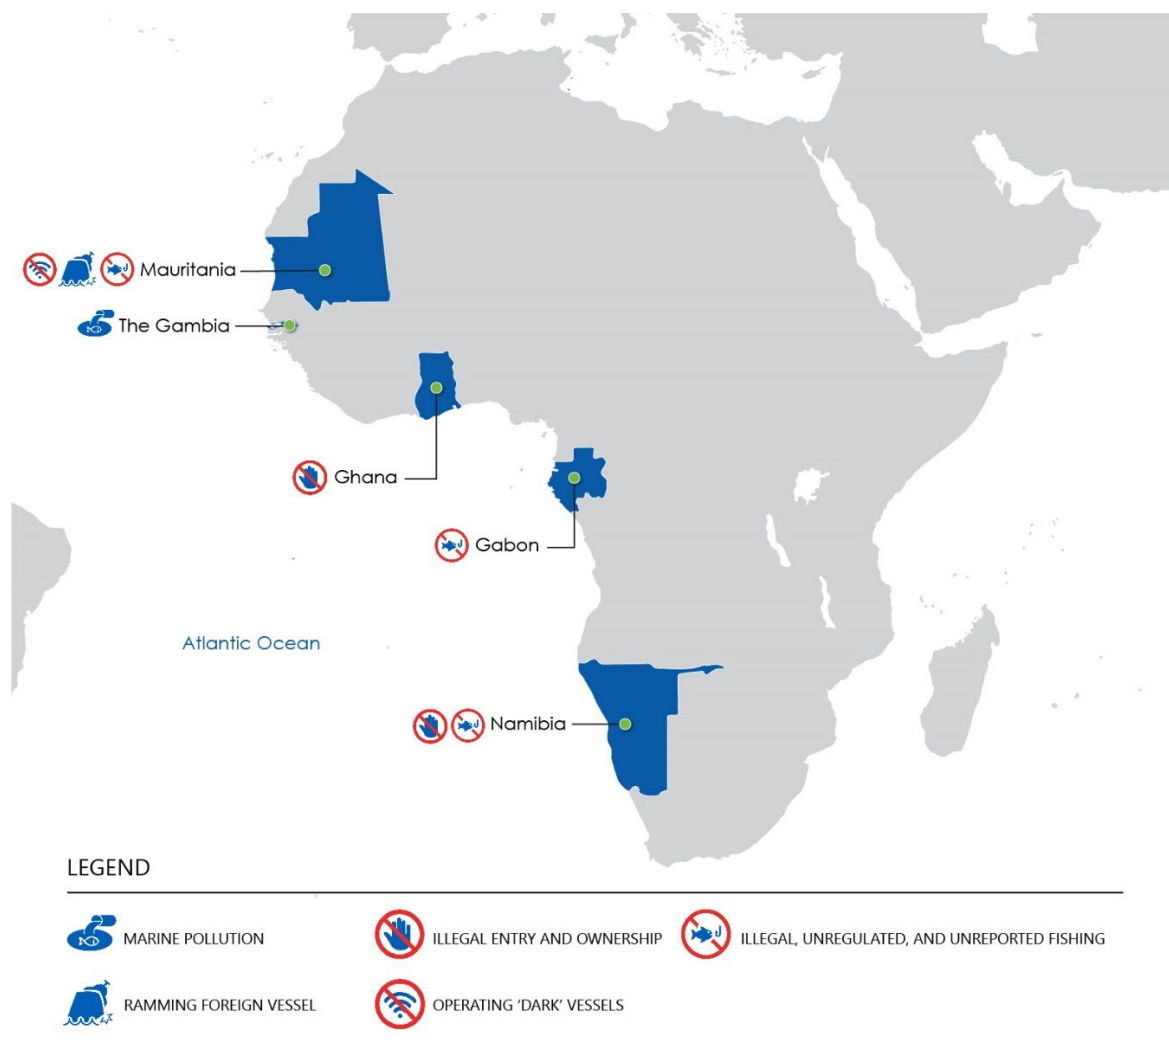 Mauritania
The Gambia
Ghana
Gabon
Atlantic Ocean
Namibia
LEGEND
MARINE POLLUTION
ILLEGAL ENTRY AND OWNERSHIP
ILLEGAL, UNREGULATED, AND UNREPORTED FISHING
RAMMING FOREIGN VESSEL
OPERATING ‘DARK’ VESSELS